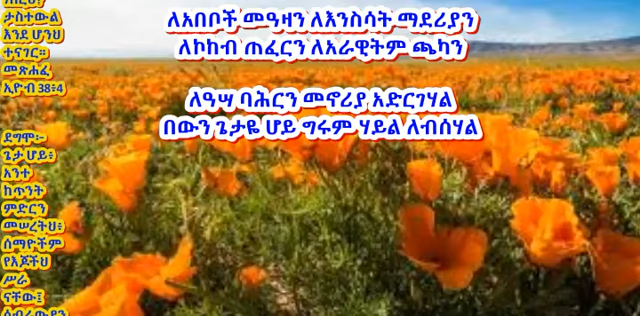 ታስተውል
እንደ ሆንህ
ተናገር።
መጽሐፈ
ኢዮብ 38፥4
ደግሞ፦
ጌታ ሆይ፥
አንተ
ከጥንት
ምድርን
መሠረትህ፥
ሰማዮችም
የእጆችህ
ሥራ
ናቸው፤
ለአበቦች መዓዛን ለእንስሳት ማደሪያን
ለኮከብ ጠፈርን ለአራዊትም ጫካን
ለዓሣ ባሕርን መኖሪያ አድርገሃል
በውን ጌታዬ ሆይ ግሩም ሃይል ለብሰሃል